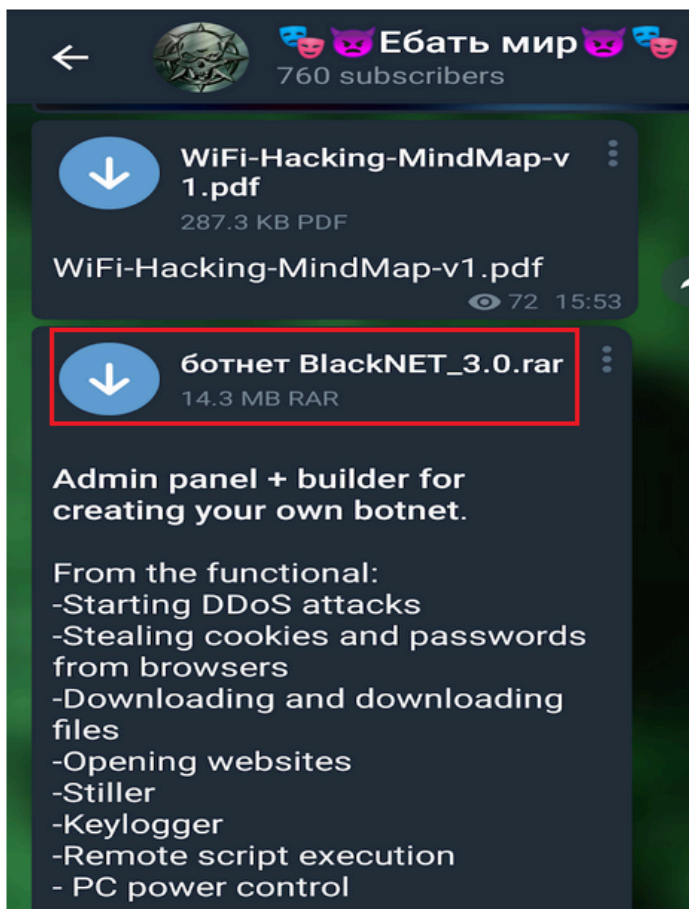 🎭👿Ебать мир👿🎭
760 subscribers
WiFi-Hacking-MindMap-v
1.pdf
287.3 KB PDF
WiFi-Hacking-MindMap-v1.pdf
72 15:53
ботнет BlackNET_3.0.rar
14.3 MB RAR
Admin panel + builder for
creating your own botnet.
From the functional:
-Starting DDoS attacks
-Stealing cookies and passwords
from browsers
-Downloading and downloading
files
-Opening websites
-Stiller
-Keylogger
-Remote script execution
- PC power control